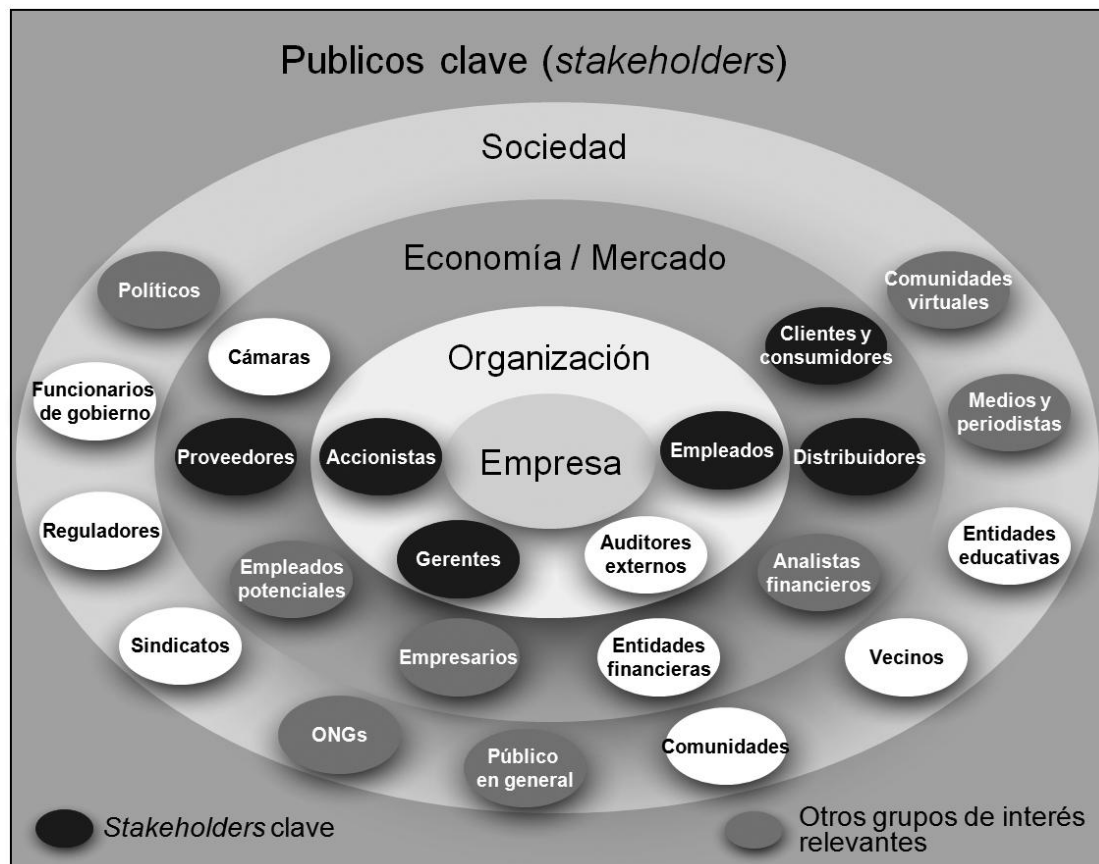 Publicos clave (stakeholders)
Sociedad
Economía / Mercado
Organización
Empresa
Políticos
Comunidades
virtuales
Cámaras
Clientes y
consumidores
Funcionarios
de gobierno
Medios y
periodistas
Proveedores
Accionistas
Empleados
Distribuidores
Reguladores
Gerentes
Auditores
externos
Entidades
educativas
Empleados
potenciales
Analistas
financieros
Sindicatos
Empresarios
Entidades
financieras
Vecinos
ONGs
Público
en general
Comunidades
Stakeholders clave
Otros grupos de interés
relevantes